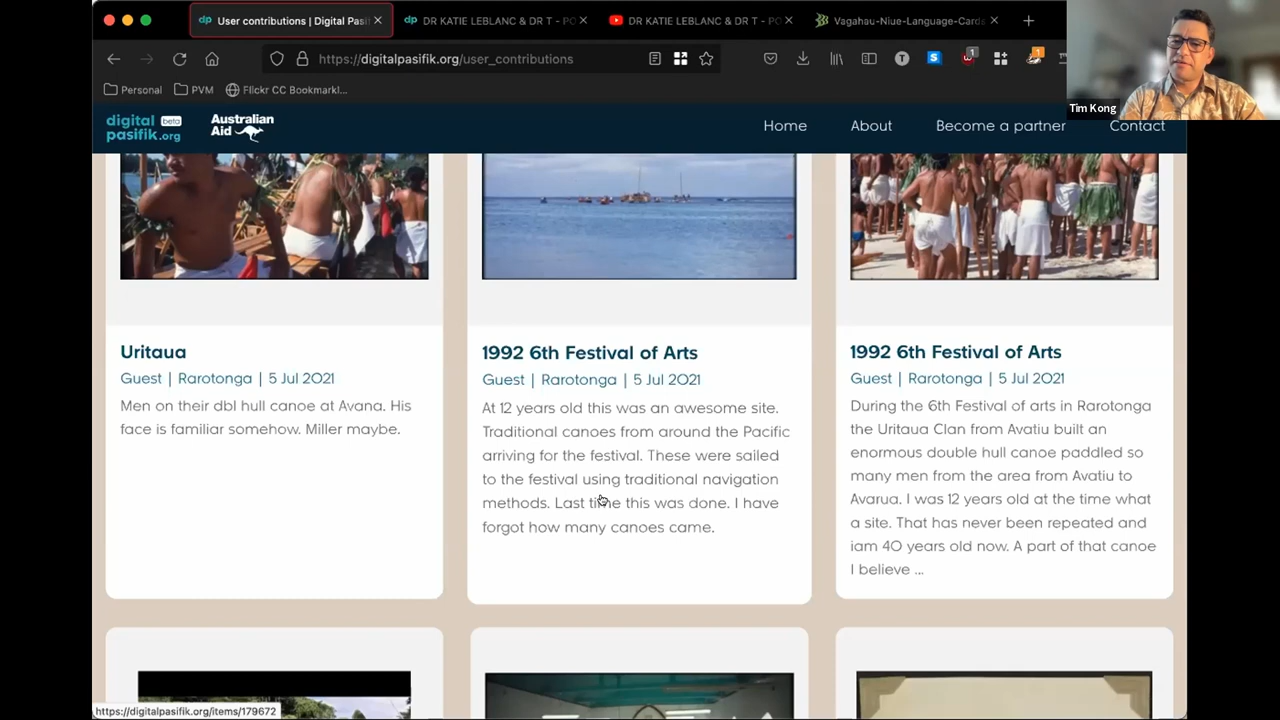 User contributions | Digital Pasi
DR KATIE LEBLANC & DR T - PO
DR KATIE LEBLANC & DR T - PO
Vagahau-Niue-Language-Card
https://digitalpasifik.org/user_contributions
T
S
1
1
Personal
PVM
Flickr CC Bookmarkl...
Tim Kong
digital beta
pasifik.org
Australian
Aid
Home
About
Become a partner
Contact
Uritaua
Guest | Rarotonga | 5 Jul 2021
Men on their dbl hull canoe at Avana. His
face is familiar somehow. Miller maybe.
1992 6th Festival of Arts
Guest | Rarotonga | 5 Jul 2021
At 12 years old this was an awesome site.
Traditional canoes from around the Pacific
arriving for the festival. These were sailed
to the festival using traditional navigation
methods. Last time this was done. I have
forgot how many canoes came.
1992 6th Festival of Arts
Guest | Rarotonga | 5 Jul 2021
During the 6th Festival of arts in Rarotonga
the Uritaua Clan from Avatiu built an
enormous double hull canoe paddled so
many men from the area from Avatiu to
Avarua. I was 12 years old at the time what
a site. That has never been repeated and
iam 40 years old now. A part of that canoe
I believe ...
https://digitalpasifik.org/items/179672